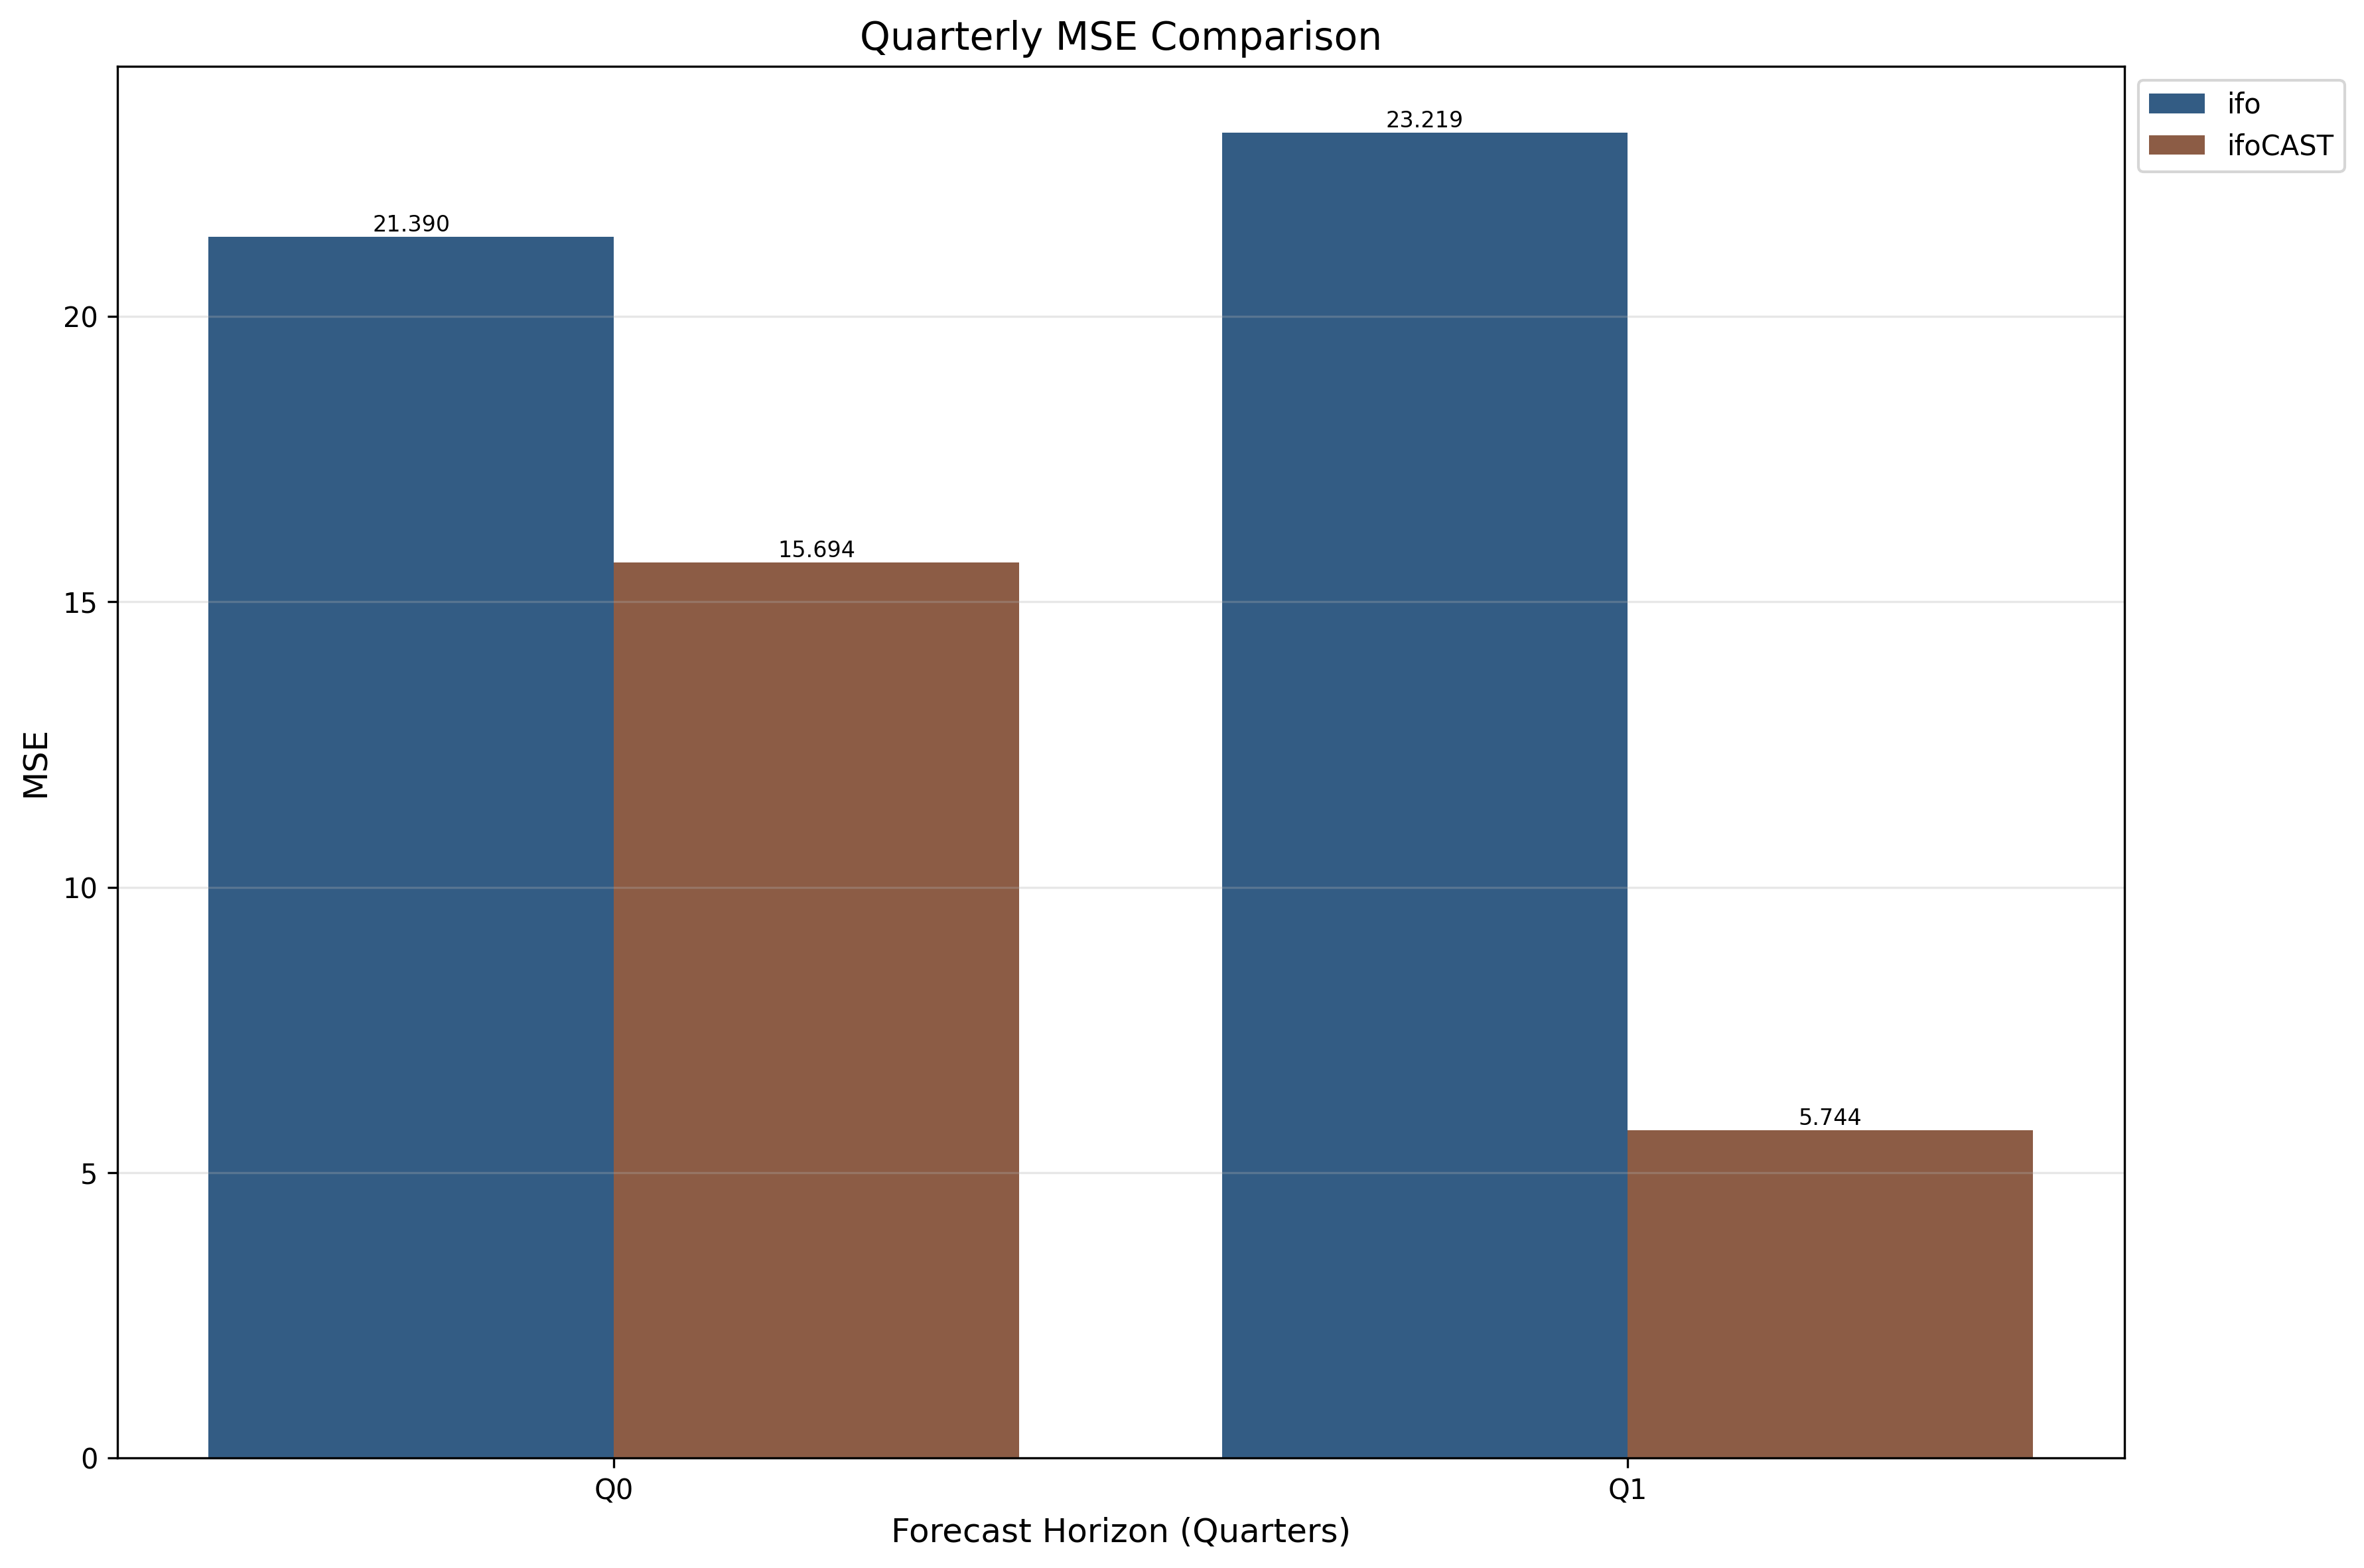 Quarterly MSE Comparison
ifo
ifoCAST
23.219
21.390
15.694
5.744
20
15
10
5
0
MSE
Q0
Q1
Forecast Horizon (Quarters)